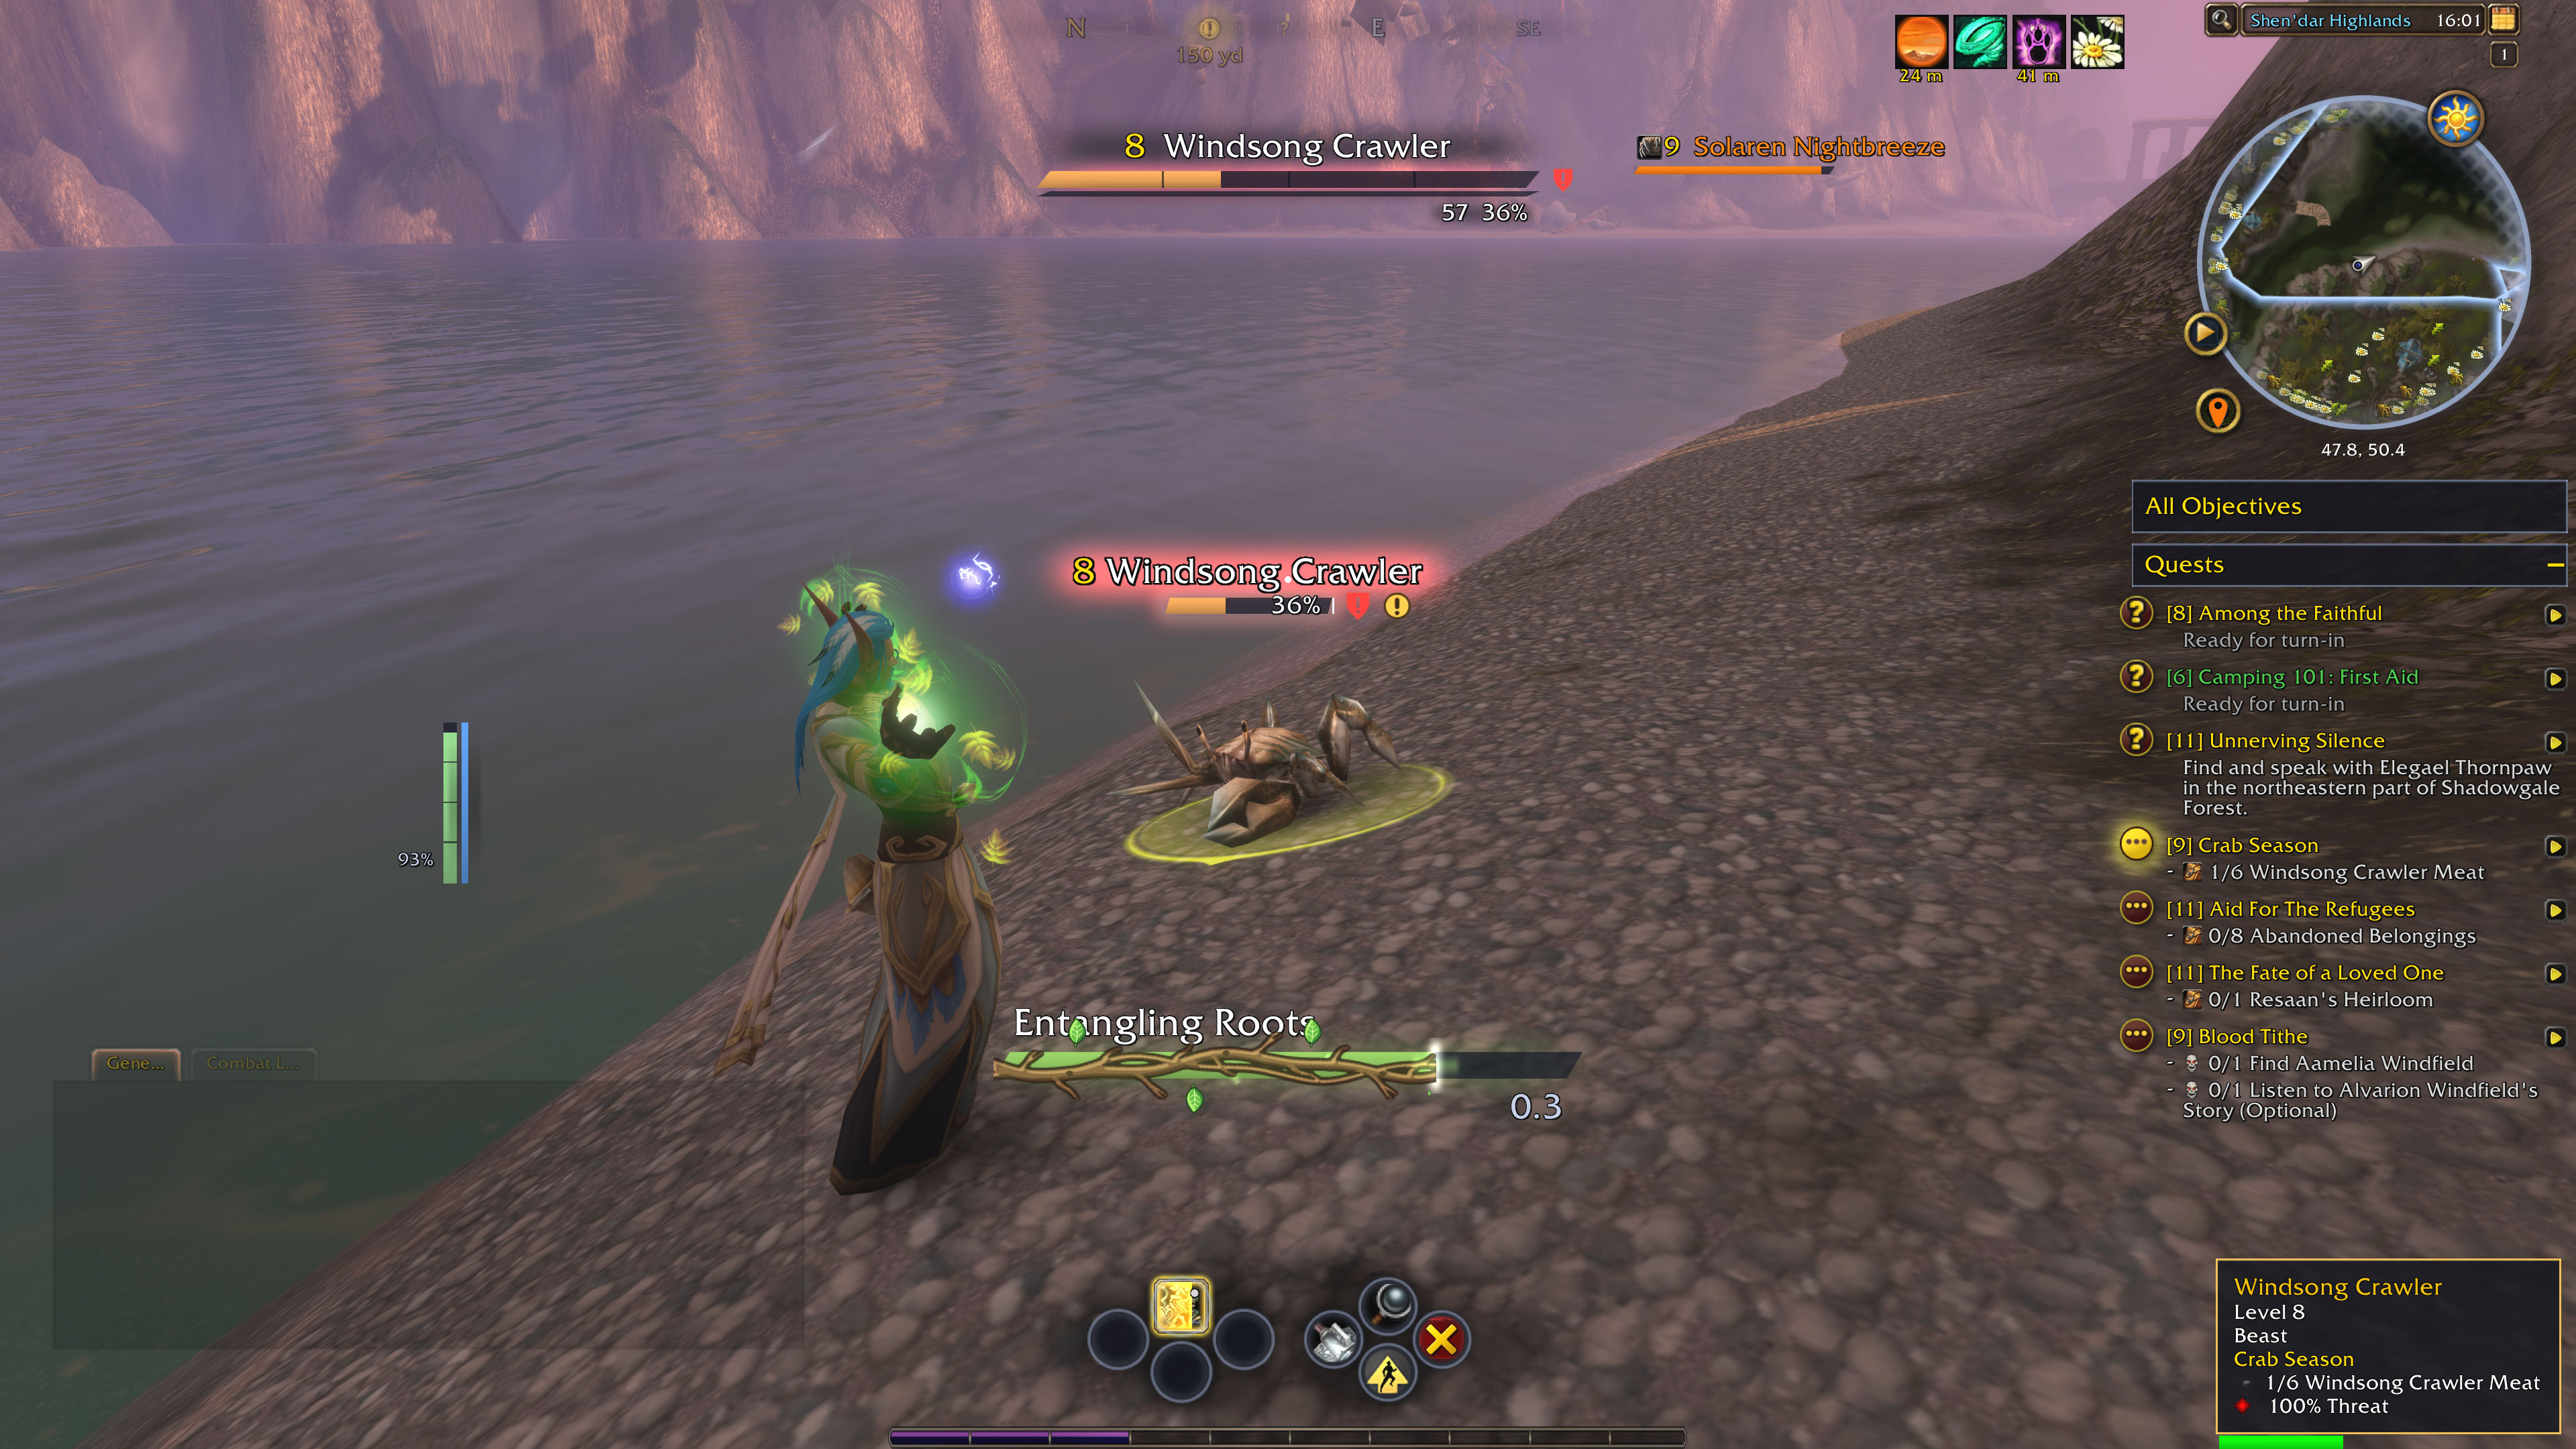 N E SE
150 yd
24 m 41 m
Shen'dar Highlands 16:01
1
8 Windsong Crawler
9 Solaren Nightbreeze
57 36%
47.8, 50.4
All Objectives
Quests
8 Windsong Crawler
36%
[8] Among the Faithful
Ready for turn-in
[6] Camping 101: First Aid
Ready for turn-in
[11] Unnerving Silence
Find and speak with Elegael Thornpaw
in the northeastern part of Shadowgale
Forest.
[9] Crab Season
- 1/6 Windsong Crawler Meat
[11] Aid For The Refugees
- 0/8 Abandoned Belongings
[11] The Fate of a Loved One
- 0/1 Resaan's Heirloom
[9] Blood Tithe
- 0/1 Find Aamelia Windfield
- 0/1 Listen to Alvarion Windfield's
Story (Optional)
93%
Gene... Combat L...
Entangling Roots
0.3
Windsong Crawler
Level 8
Beast
Crab Season
- 1/6 Windsong Crawler Meat
100% Threat